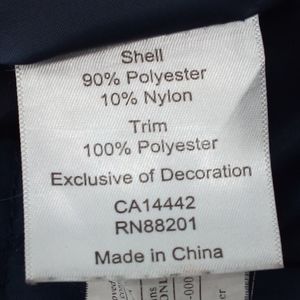 Shell
90% Polyester
10% Nylon
Trim
100% Polyester
Exclusive of Decoration
CA14442
RN88201
Made in China